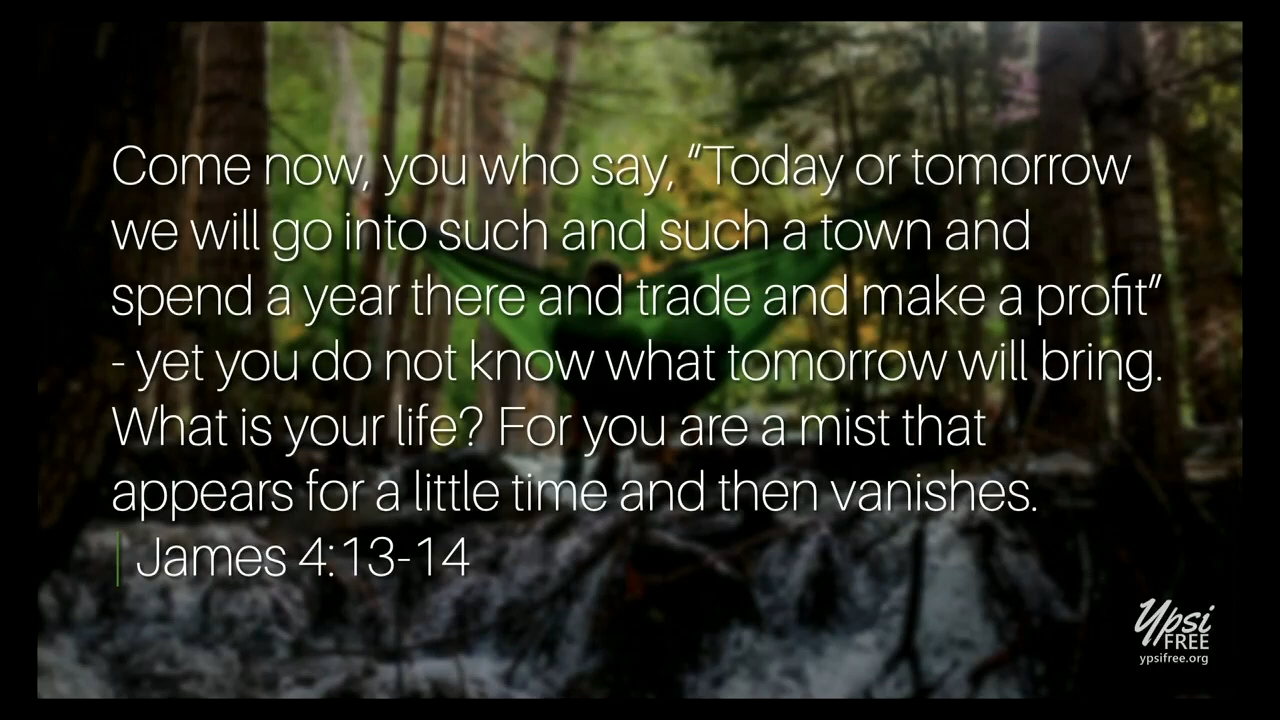 Come now, you who say, “Today or tomorrow
we will go into such and such a town and
spend a year there and trade and make a profit”
- yet you do not know what tomorrow will bring.
What is your life? For you are a mist that
appears for a little time and then vanishes.
| James 4:13-14
Ypsi
FREE
ypsifree.org